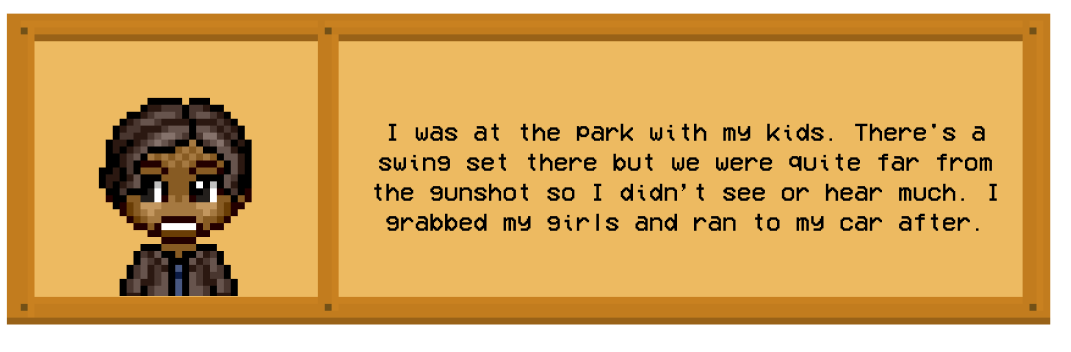 I was at the park with my kids. There's a
swing set there but we were quite far from
the gunshot so I didn't see or hear much. I
grabbed my girls and ran to my car after.